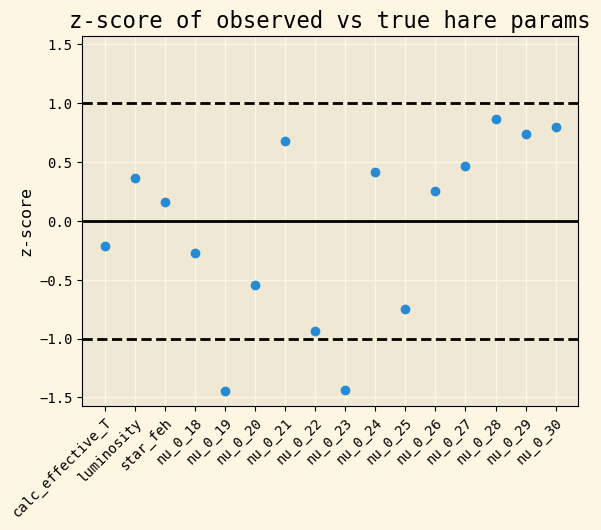 z-score of observed vs true hare params
z-score
1.5
1.0
0.5
0.0
−0.5
−1.0
−1.5
calc_effective_T
luminosity
star_feh
nu_0_18
nu_0_19
nu_0_20
nu_0_21
nu_0_22
nu_0_23
nu_0_24
nu_0_25
nu_0_26
nu_0_27
nu_0_28
nu_0_29
nu_0_30